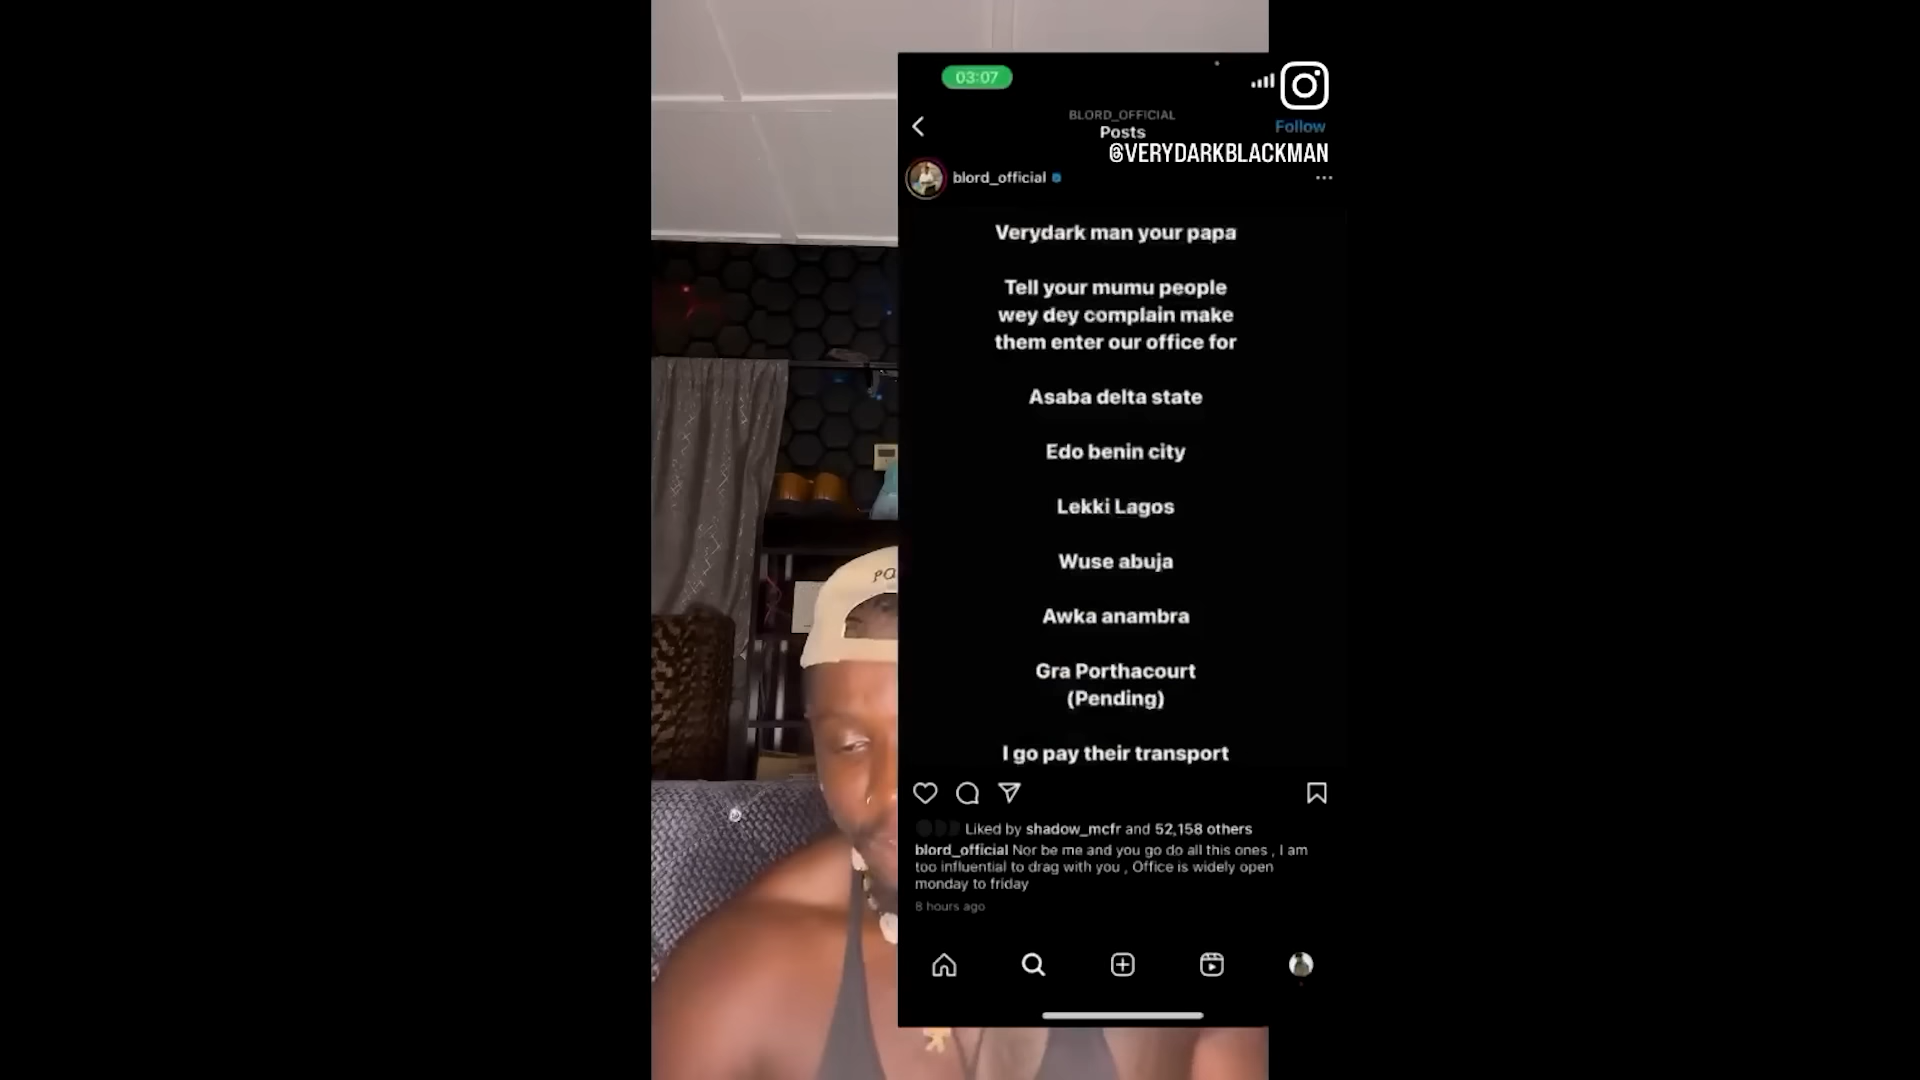 03:07
BLORD_OFFICIAL
Posts
Follow
@VERYDARKBLACKMAN
blord_official
Verydark man your papa
Tell your mumu people
wey dey complain make
them enter our office for
Asaba delta state
Edo benin city
Lekki Lagos
Wuse abuja
Awka anambra
Gra Porthacourt
(Pending)
I go pay their transport
Liked by shadow_mcfr and 52,158 others
blord_official Nor be me and you go do all this ones , I am
too influential to drag with you , Office is widely open
monday to friday
8 hours ago